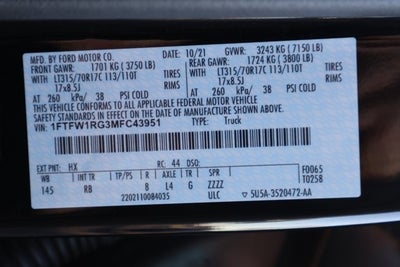 MFD. BY FORD MOTOR CO.
10/21 GVWR: 3243 KG (7150 LB)
FRONT GAWR: 1701 KG (3750 LB) REAR GAWR: 1724 KG (3800 LB)
LT315/70R17C 113/110T TIRES LT315/70R17C 113/110T
17x8.5J RIMS 17x8.5J
AT 260 kPa/ 38 PSI COLD AT 260 kPa/ 38 PSI COLD
THIS VEHICLE CONFORMS TO ALL APPLICABLE FEDERAL MOTOR VEHICLE
SAFETY STANDARDS IN EFFECT ON THE DATE OF MANUFACTURE SHOWN ABOVE.
VIN: 1FTFW1RG3MFC43951 TYPE: Truck
EXT PNT: HX RC: 44 DSO: F0065
WB INT TR TP/PS R AXLE TR SPR T0258
145 RB 8 L4 G ZZZZ
2202110084035 ULC 5U5A-3520472-AA